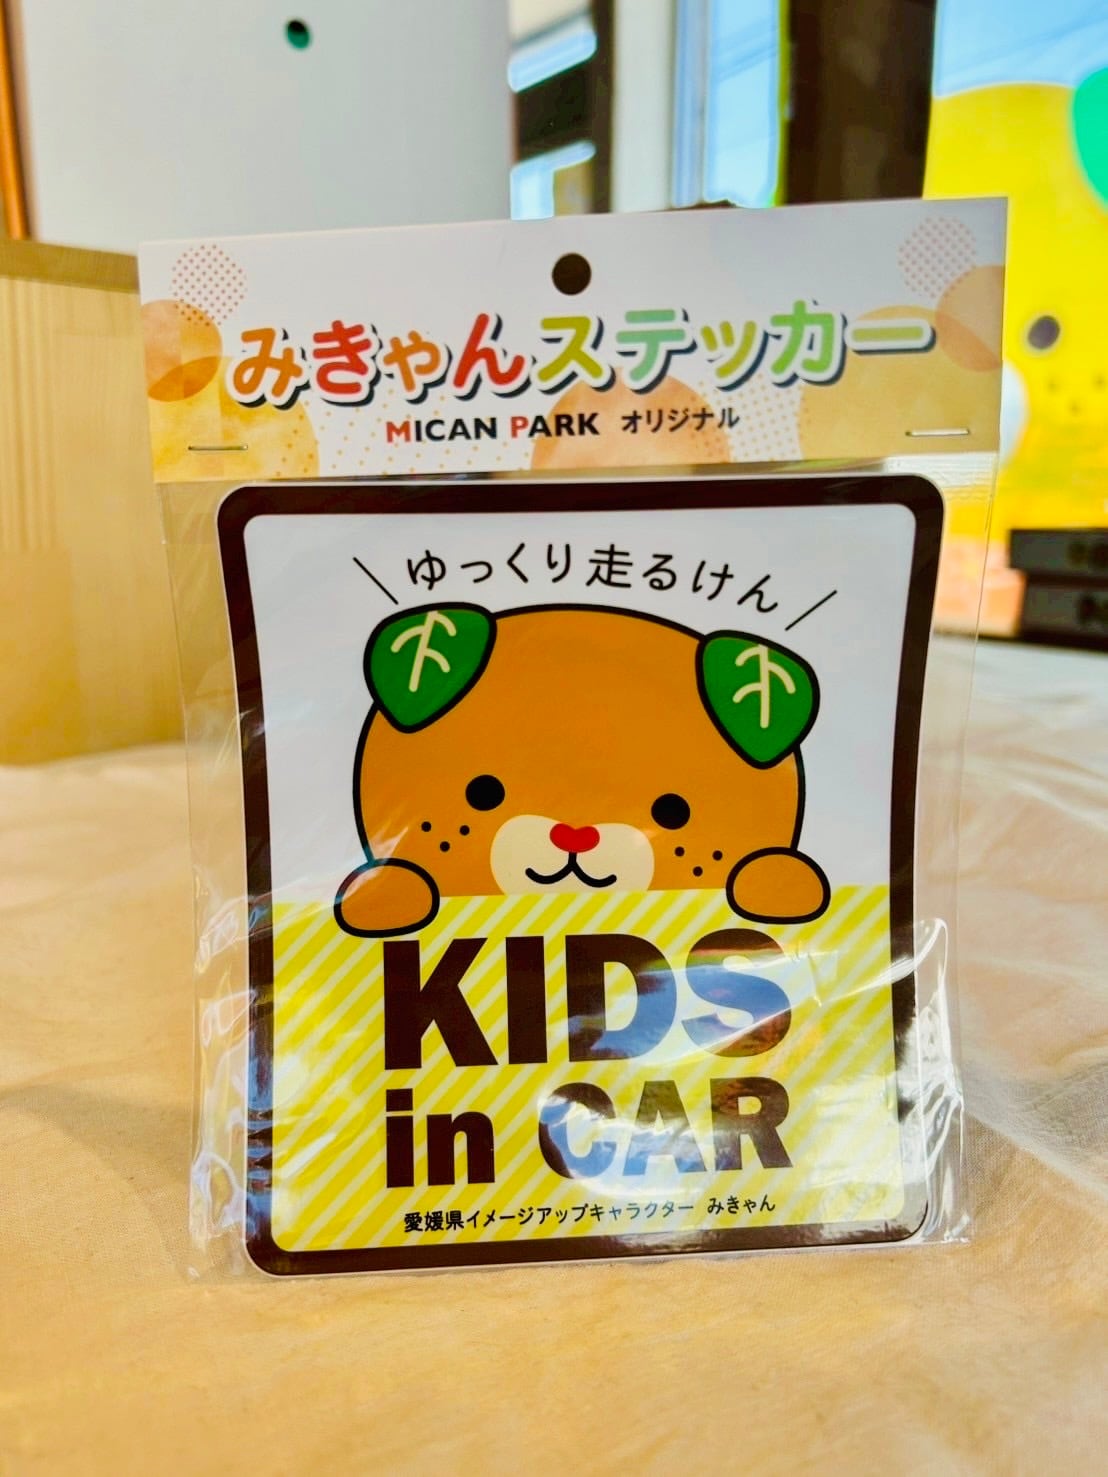 みきゃんステッカー
MICAN PARK オリジナル
ゆっくり走るけん
KIDS
in CAR
愛媛県イメージアップキャラクター みきゃん